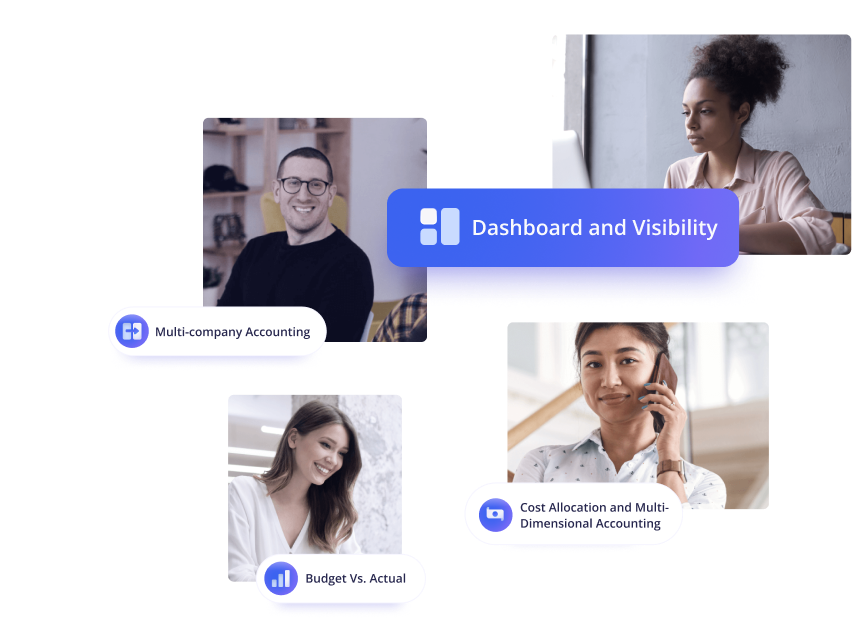 Dashboard and Visibility
Multi-company Accounting
Cost Allocation and Multi-
Dimensional Accounting
Budget Vs. Actual